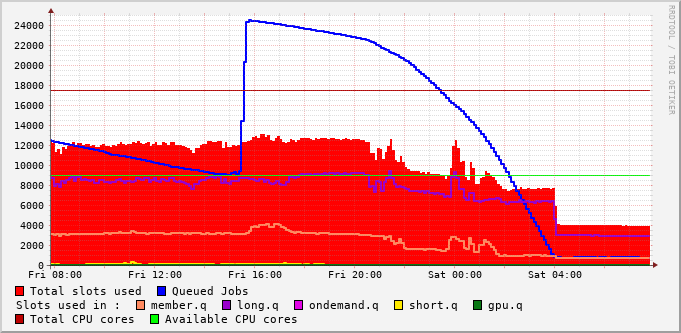 24000
22000
20000
18000
16000
14000
12000
10000
8000
6000
4000
2000
0
Fri 08:00 Fri 12:00 Fri 16:00 Fri 20:00 Sat 00:00 Sat 04:00
Total slots used Queued Jobs
Slots used in : member.q long.q ondemand.q short.q gpu.q
Total CPU cores Available CPU cores
RRDTOOL / TOBI OETIKER